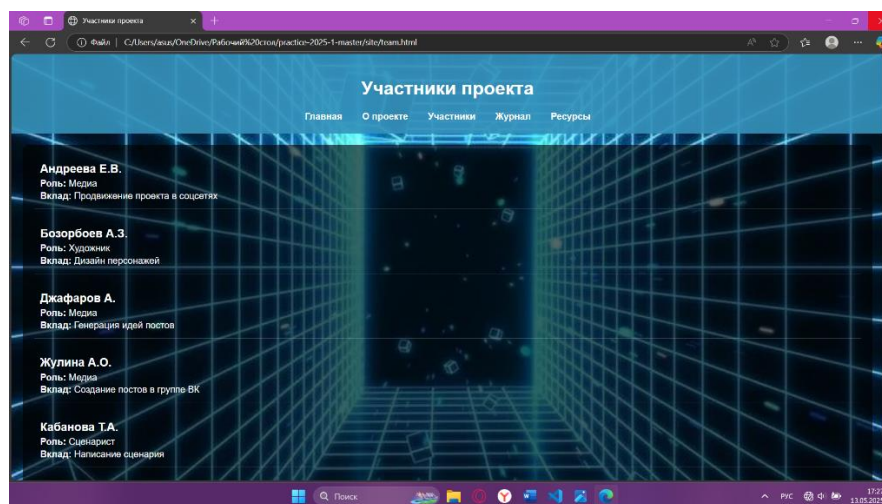 Участники проекта
Файл | C:/Users/asus/OneDrive/Рабочий%20стол/practice-2025-1-master/site/team.html
Участники проекта
Главная О проекте Участники Журнал Ресурсы
Андреева Е.В.
Роль: Медиа
Вклад: Продвижение проекта в соцсетях
Бозорбоев А.З.
Роль: Художник
Вклад: Дизайн персонажей
Джафаров А.
Роль: Медиа
Вклад: Генерация идей постов
Жулина А.О.
Роль: Медиа
Вклад: Создание постов в группе ВК
Кабанова Т.А.
Роль: Сценарист
Вклад: Написание сценария
Поиск
РУС